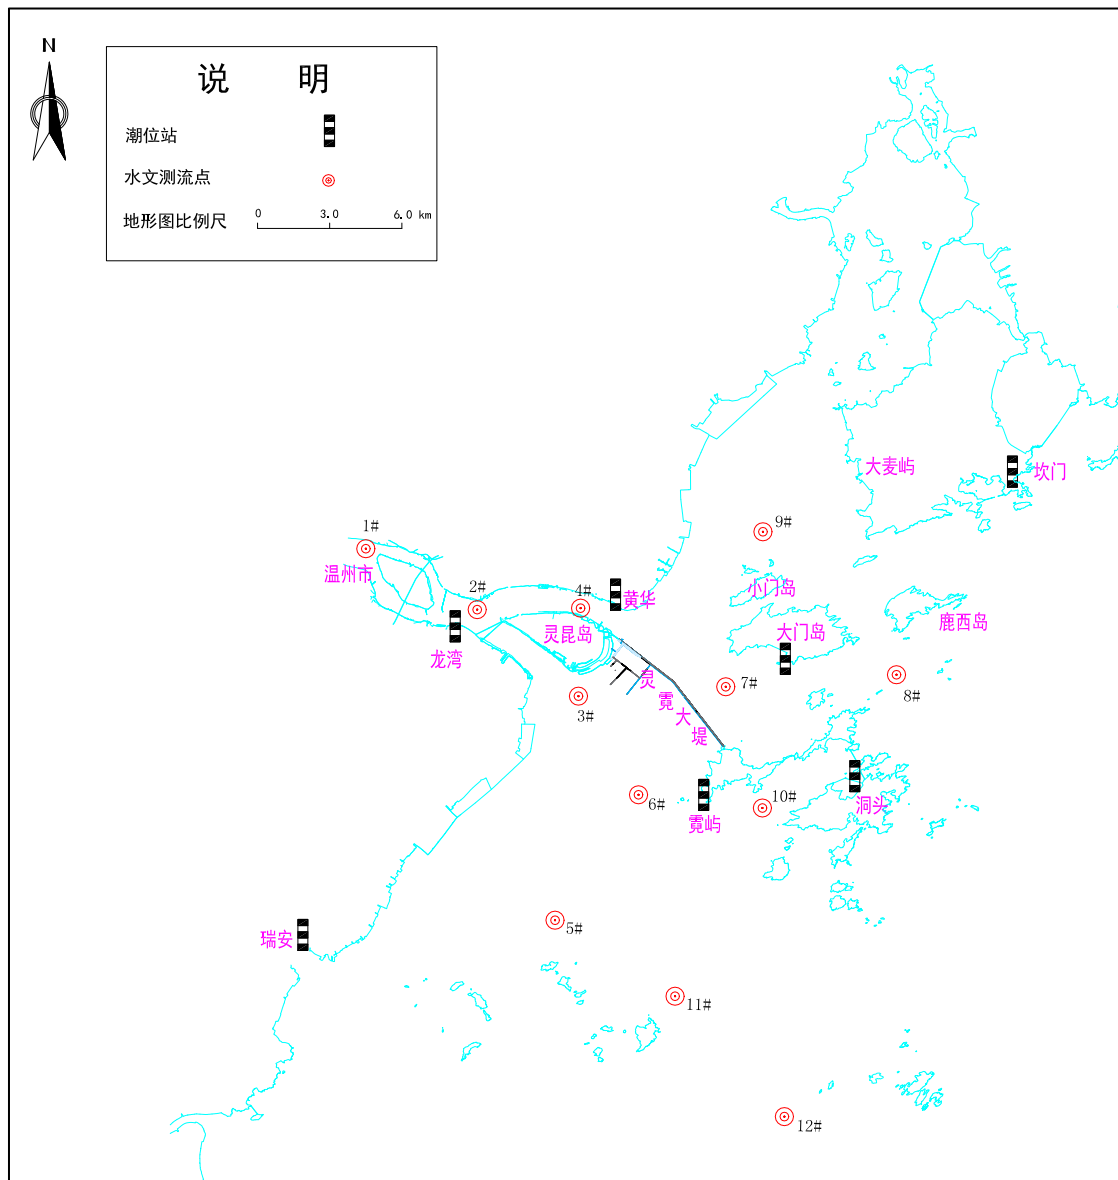 N
说 明
潮位站
水文测流点
地形图比例尺
0 3.0 6.0 km
大麦屿
坎门
1#
9#
温州市
小门岛
2#
4#
黄华
鹿西岛
灵昆岛
大门岛
龙湾
灵霓大堤
7#
8#
3#
6#
10#
洞头
霓屿
5#
瑞安
11#
12#